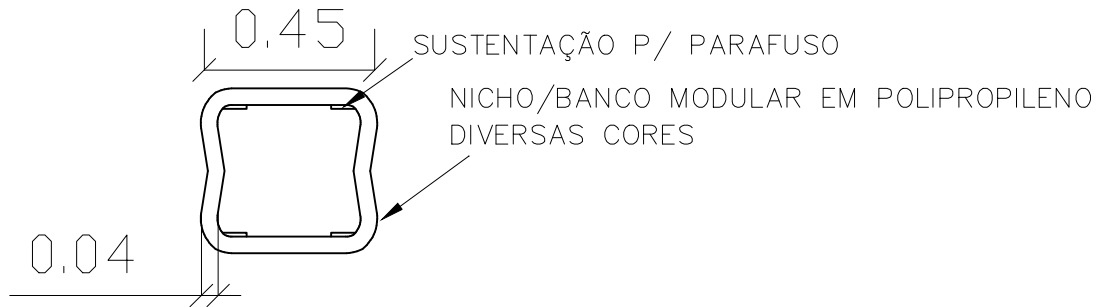 0.45
SUSTENTAÇÃO P/ PARAFUSO
NICHO/BANCO MODULAR EM POLIPROPILENO
DIVERSAS CORES
0.04